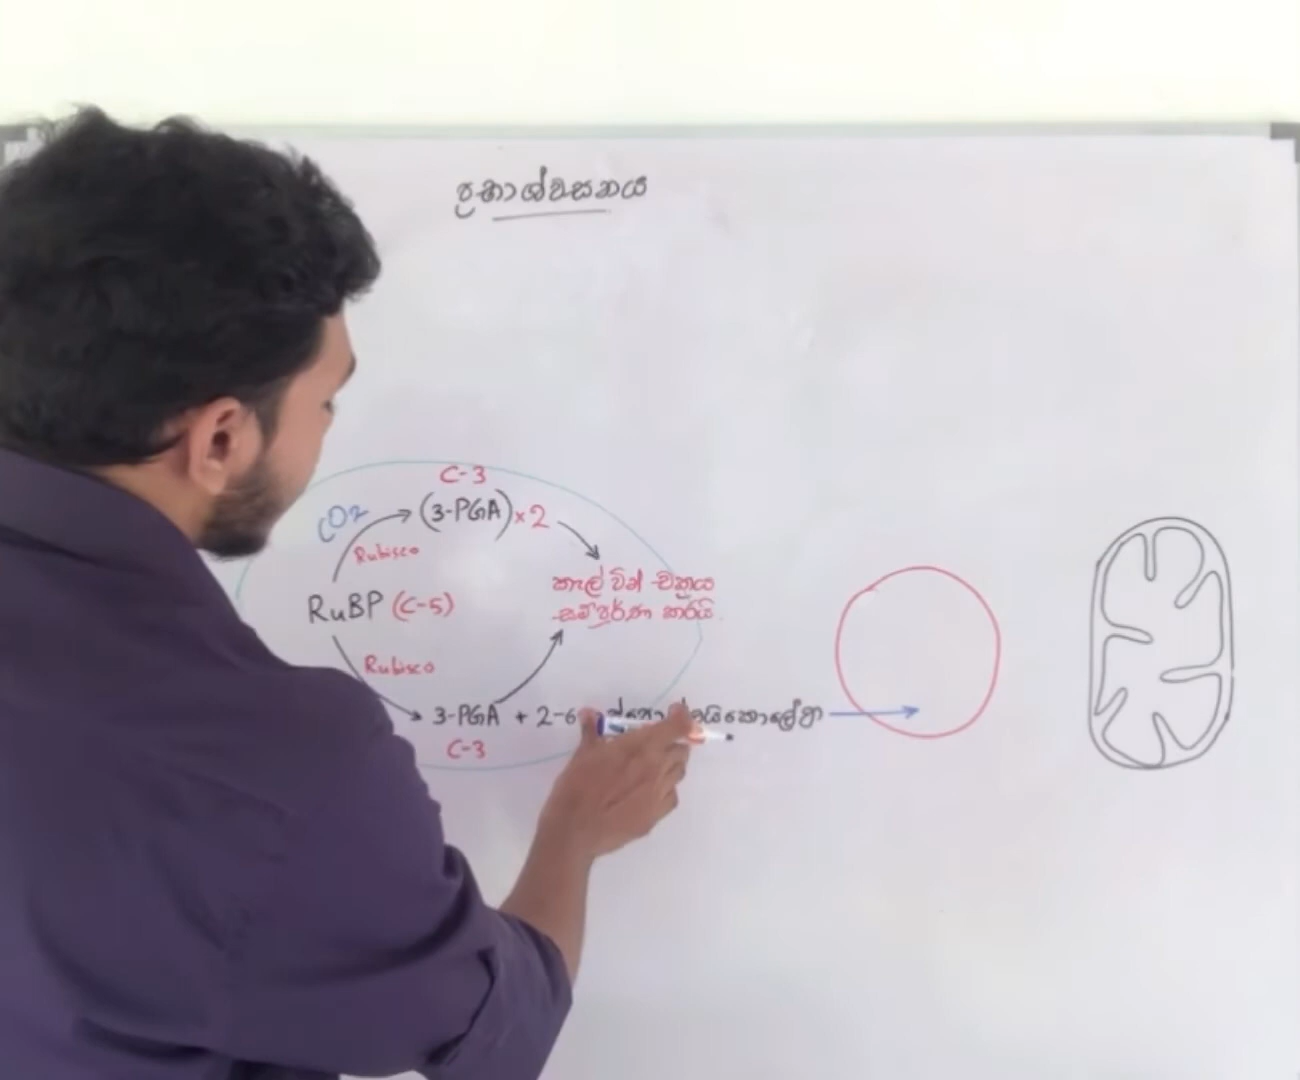 ප්‍රභාශ්වසනය
C-3
CO2 (3-PGA) x 2
Rubisco
කැල්වින් චක්‍රය
RuBP (C-5) සම්පූර්ණ කරයි.
Rubisco
3-PGA + 2-
C-3